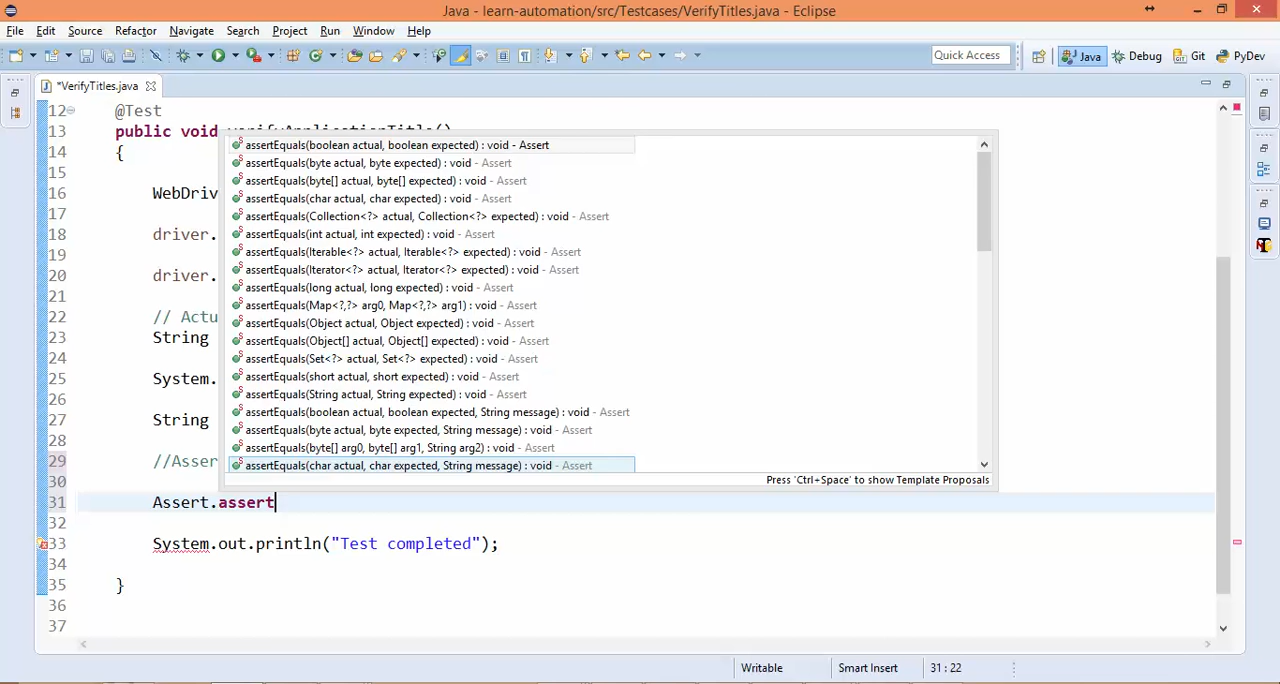 Java - learn-automation/src/Testcases/VerifyTitles.java - Eclipse
File Edit Source Refactor Navigate Search Project Run Window Help
Quick Access Java Debug Git PyDev
*VerifyTitles.java
12 @Test
13 public void verifyApplicationTitle()
14 {
15
16 WebDriv
17
18 driver.
19
20 driver.
21
22 // Actu
23 String
24
25 System.
26
27 String
28
29 //Asser
30
31 Assert.assert
32
33 System.out.println("Test completed");
34
35 }
36
37
assertEquals(boolean actual, boolean expected) : void - Assert
assertEquals(byte actual, byte expected) : void - Assert
assertEquals(byte[] actual, byte[] expected) : void - Assert
assertEquals(char actual, char expected) : void - Assert
assertEquals(Collection<?> actual, Collection<?> expected) : void - Assert
assertEquals(int actual, int expected) : void - Assert
assertEquals(Iterable<?> actual, Iterable<?> expected) : void - Assert
assertEquals(Iterator<?> actual, Iterator<?> expected) : void - Assert
assertEquals(long actual, long expected) : void - Assert
assertEquals(Map<?,?> arg0, Map<?,?> arg1) : void - Assert
assertEquals(Object actual, Object expected) : void - Assert
assertEquals(Object[] actual, Object[] expected) : void - Assert
assertEquals(Set<?> actual, Set<?> expected) : void - Assert
assertEquals(short actual, short expected) : void - Assert
assertEquals(String actual, String expected) : void - Assert
assertEquals(boolean actual, boolean expected, String message) : void - Assert
assertEquals(byte actual, byte expected, String message) : void - Assert
assertEquals(byte[] arg0, byte[] arg1, String arg2) : void - Assert
assertEquals(char actual, char expected, String message) : void - Assert
Press 'Ctrl+Space' to show Template Proposals
Writable Smart Insert 31 : 22